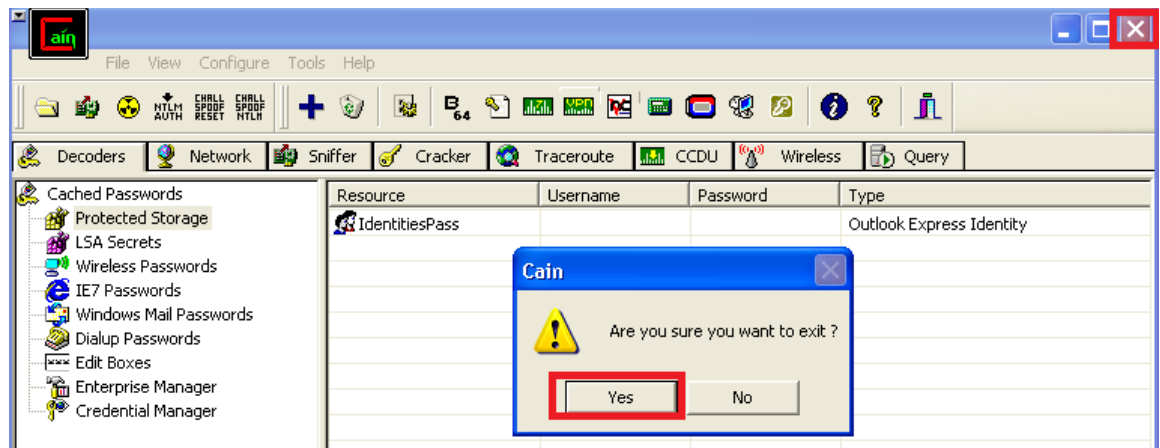 aın
File View Configure Tools Help
NTLM AUTH CHALL SPOOF RESET CHALL SPOOF NTLM B64
Decoders Network Sniffer Cracker Traceroute CCDU Wireless Query
Cached Passwords
Protected Storage
LSA Secrets
Wireless Passwords
IE7 Passwords
Windows Mail Passwords
Dialup Passwords
Edit Boxes
Enterprise Manager
Credential Manager
Resource Username Password Type
IdentitiesPass Outlook Express Identity
Cain
Are you sure you want to exit ?
Yes No